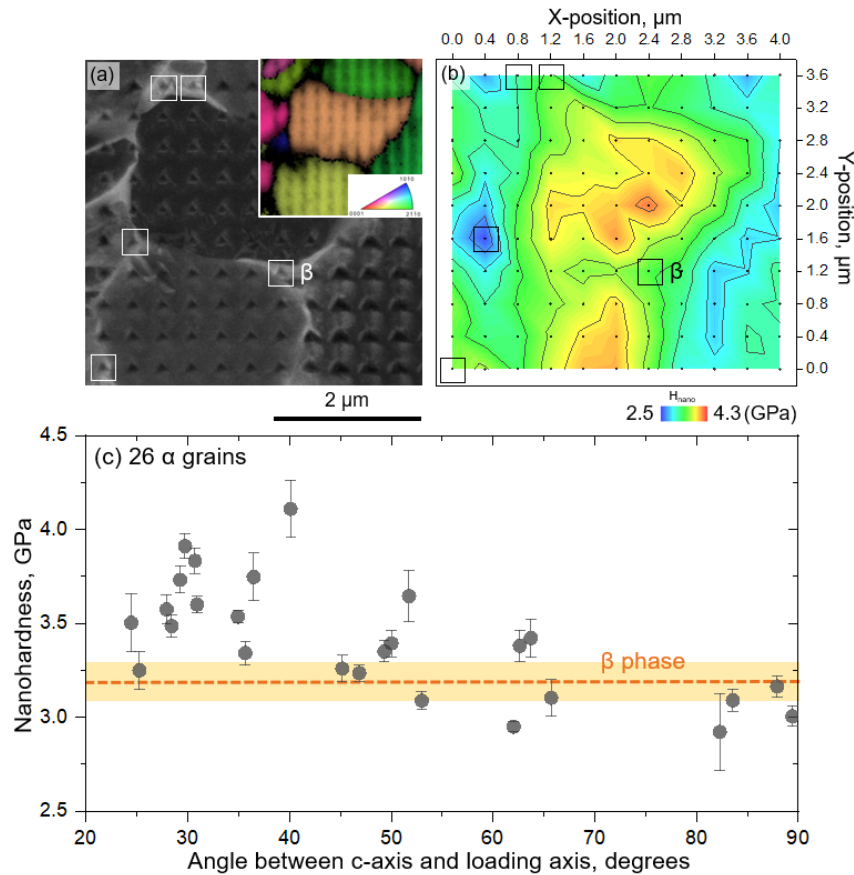 X-position, µm
0.0 0.4 0.8 1.2 1.6 2.0 2.4 2.8 3.2 3.6 4.0
(a)
(b)
1010
0001
2110
β
β
3.6
3.2
2.8
2.4
2.0
1.6
1.2
0.8
0.4
0.0
Y-position, µm
2 µm
Hnano
2.5 4.3 (GPa)
(c) 26 α grains
β phase
4.5
4.0
3.5
3.0
2.5
Nanohardness, GPa
20 30 40 50 60 70 80 90
Angle between c-axis and loading axis, degrees